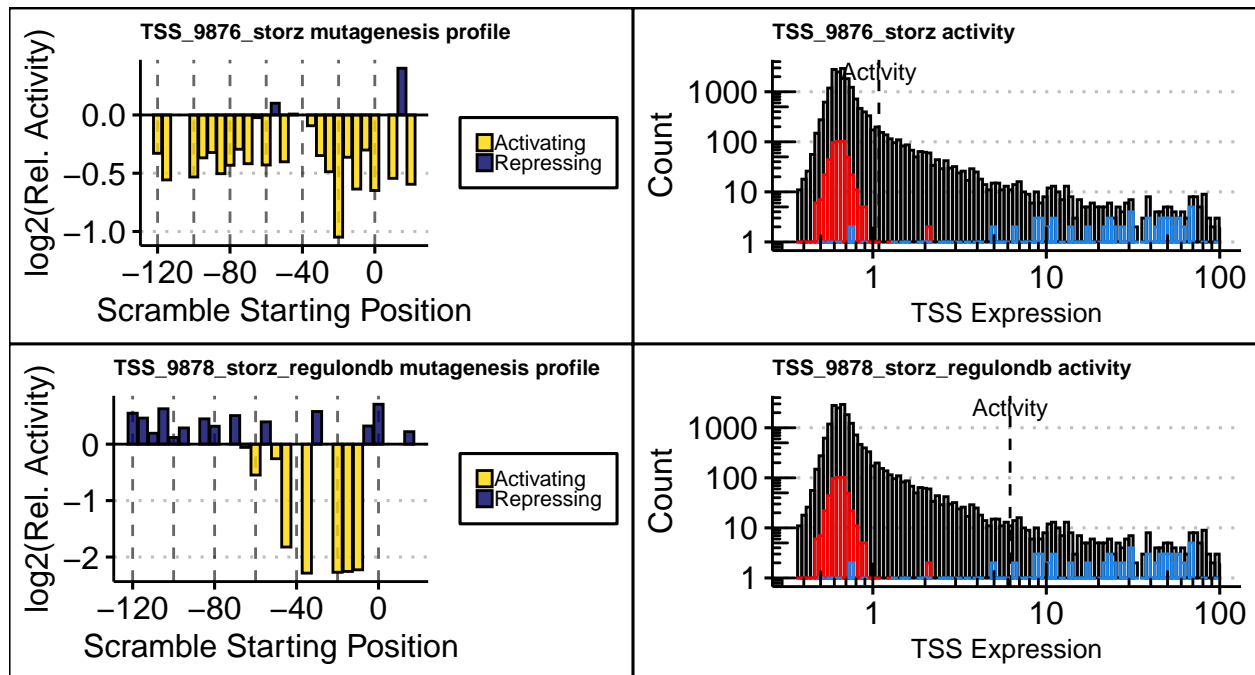 TSS_9876_storz mutagenesis profile
log2(Rel. Activity)
0.0
−0.5
−1.0
−120
−80
−40
0
Scramble Starting Position
Activating
Repressing
TSS_9876_storz activity
Activity
Count
1000
100
10
1
1
10
100
TSS Expression
TSS_9878_storz_regulondb mutagenesis profile
log2(Rel. Activity)
0
−1
−2
−120
−80
−40
0
Scramble Starting Position
Activating
Repressing
TSS_9878_storz_regulondb activity
Activity
Count
1000
100
10
1
1
10
100
TSS Expression